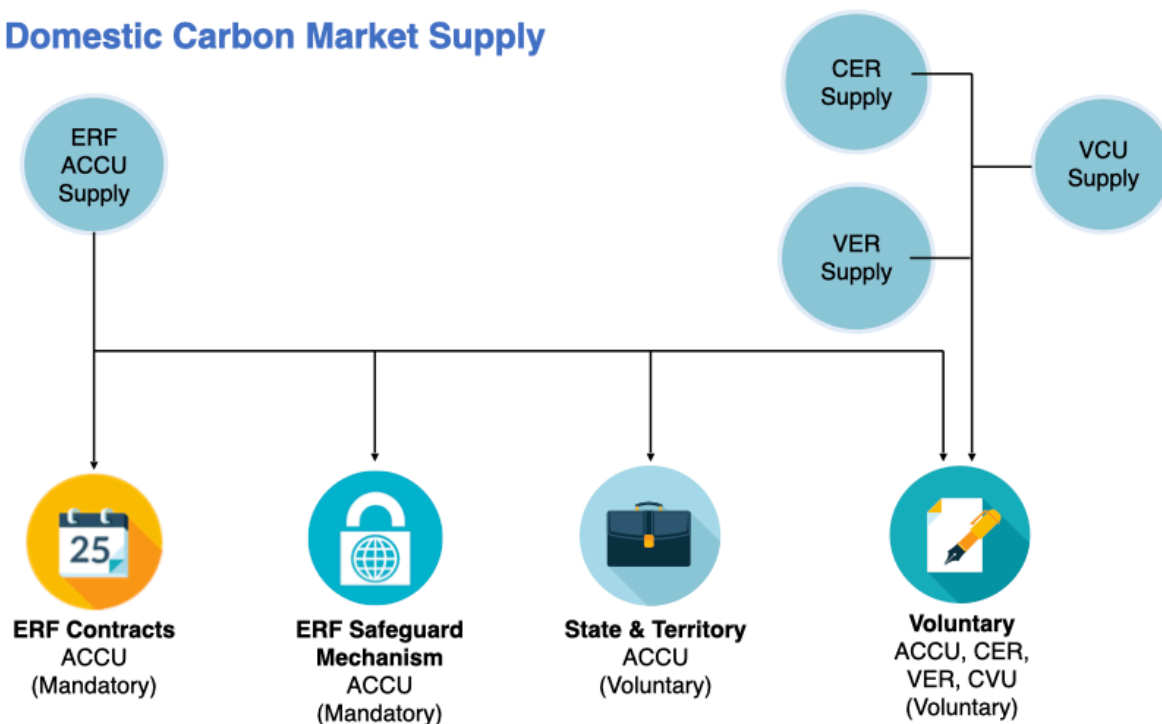 Domestic Carbon Market Supply
ERF
ACCU
Supply
CER
Supply
VCU
Supply
VER
Supply
25
ERF Contracts
ACCU
(Mandatory)
ERF Safeguard
Mechanism
ACCU
(Mandatory)
State & Territory
ACCU
(Voluntary)
Voluntary
ACCU, CER,
VER, CVU
(Voluntary)